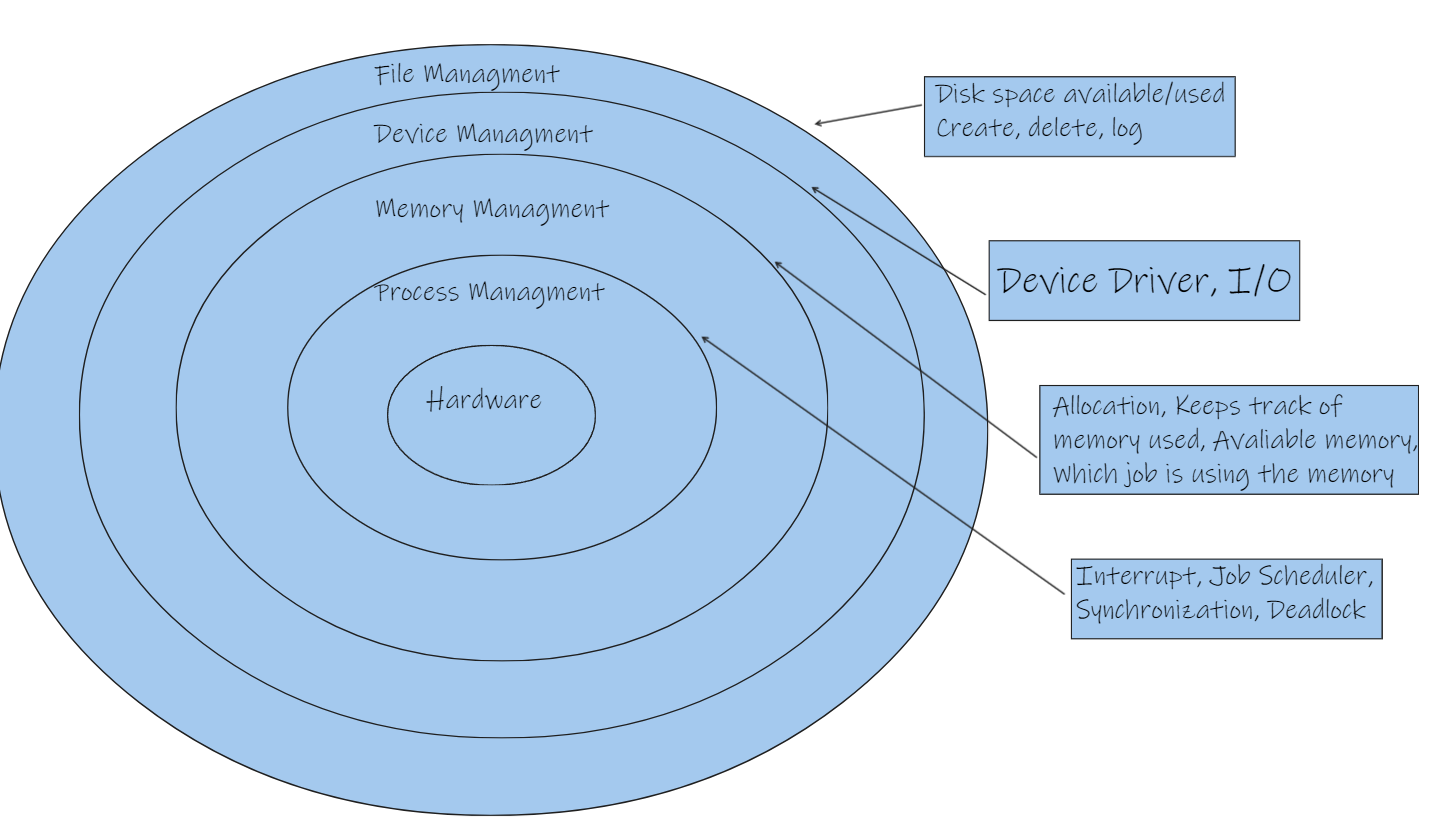 File Managment
Device Managment
Memory Managment
Process Managment
Hardware
Disk space available/used
Create, delete, log
Device Driver, I/O
Allocation, Keeps track of
memory used, Avaliable memory,
Which job is using the memory
Interrupt, Job Scheduler,
Synchronization, Deadlock